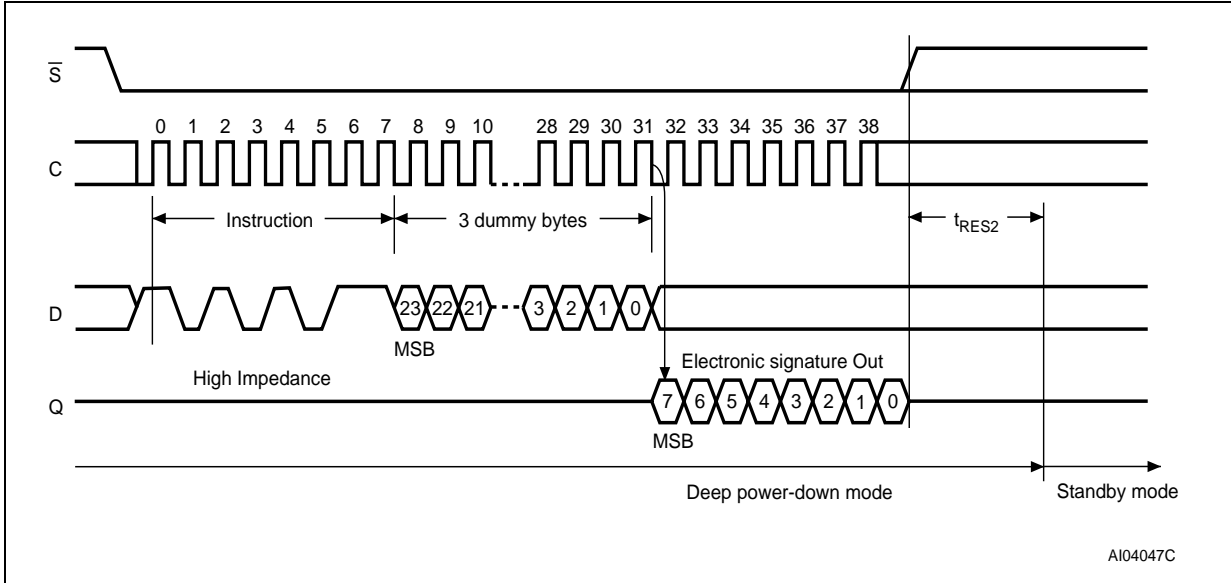 S
0 1 2 3 4 5 6 7 8 9 10 28 29 30 31 32 33 34 35 36 37 38
C
Instruction 3 dummy bytes tRES2
D 23 22 21 3 2 1 0
MSB
High Impedance Electronic signature Out
Q 7 6 5 4 3 2 1 0
MSB
Deep power-down mode Standby mode
AI04047C